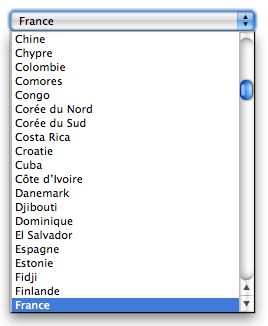 France
Chine
Chypre
Colombie
Comores
Congo
Corée du Nord
Corée du Sud
Costa Rica
Croatie
Cuba
Côte d'Ivoire
Danemark
Djibouti
Dominique
El Salvador
Espagne
Estonie
Fidji
Finlande
France